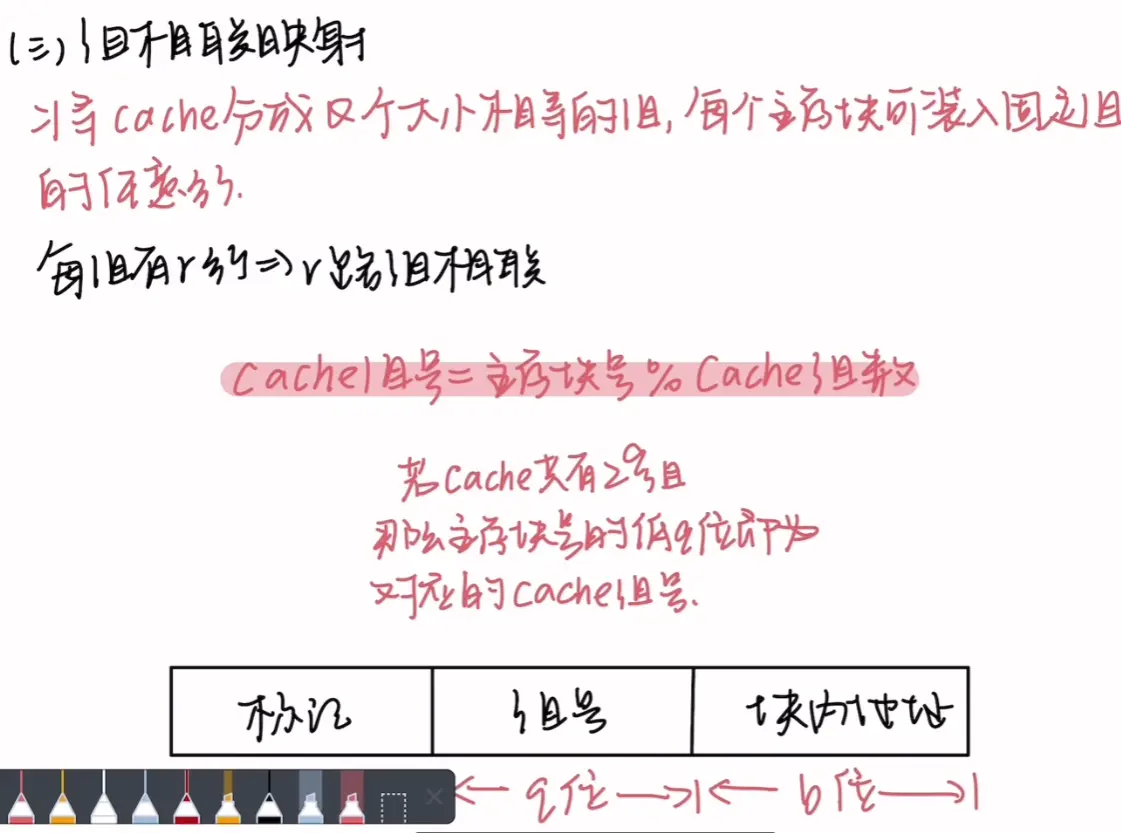 (三)组相联映射
将cache分成Q个大小相等的组,每个主存块可装入固定组
的任意行.
每组有r行⇒r路组相联
cache组号=主存块号%Cache组数
若Cache共有2^q组
那么主存块号的低q位即为
对应的Cache组号.
标记 组号 块内地址
←q位→|←b位→|